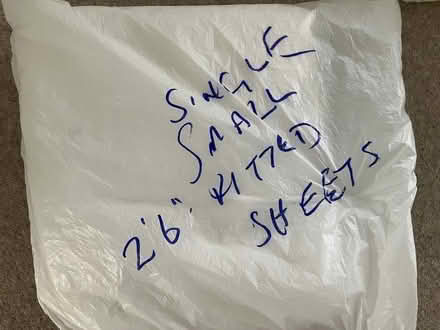 SINGLE
SMALL
2'6" FITTED
SHEETS